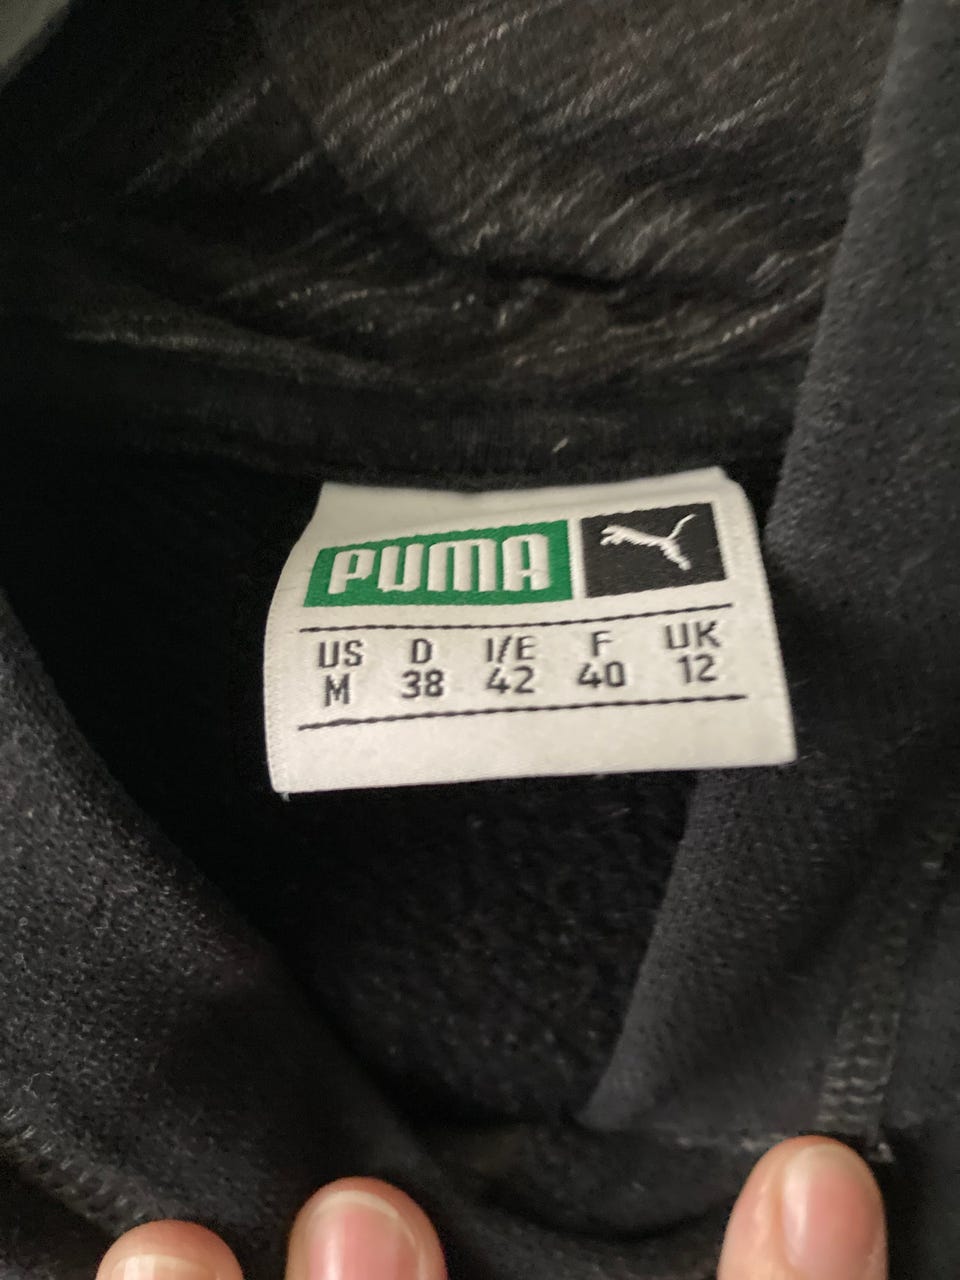 PUMA
US D I/E F UK
M 38 42 40 12